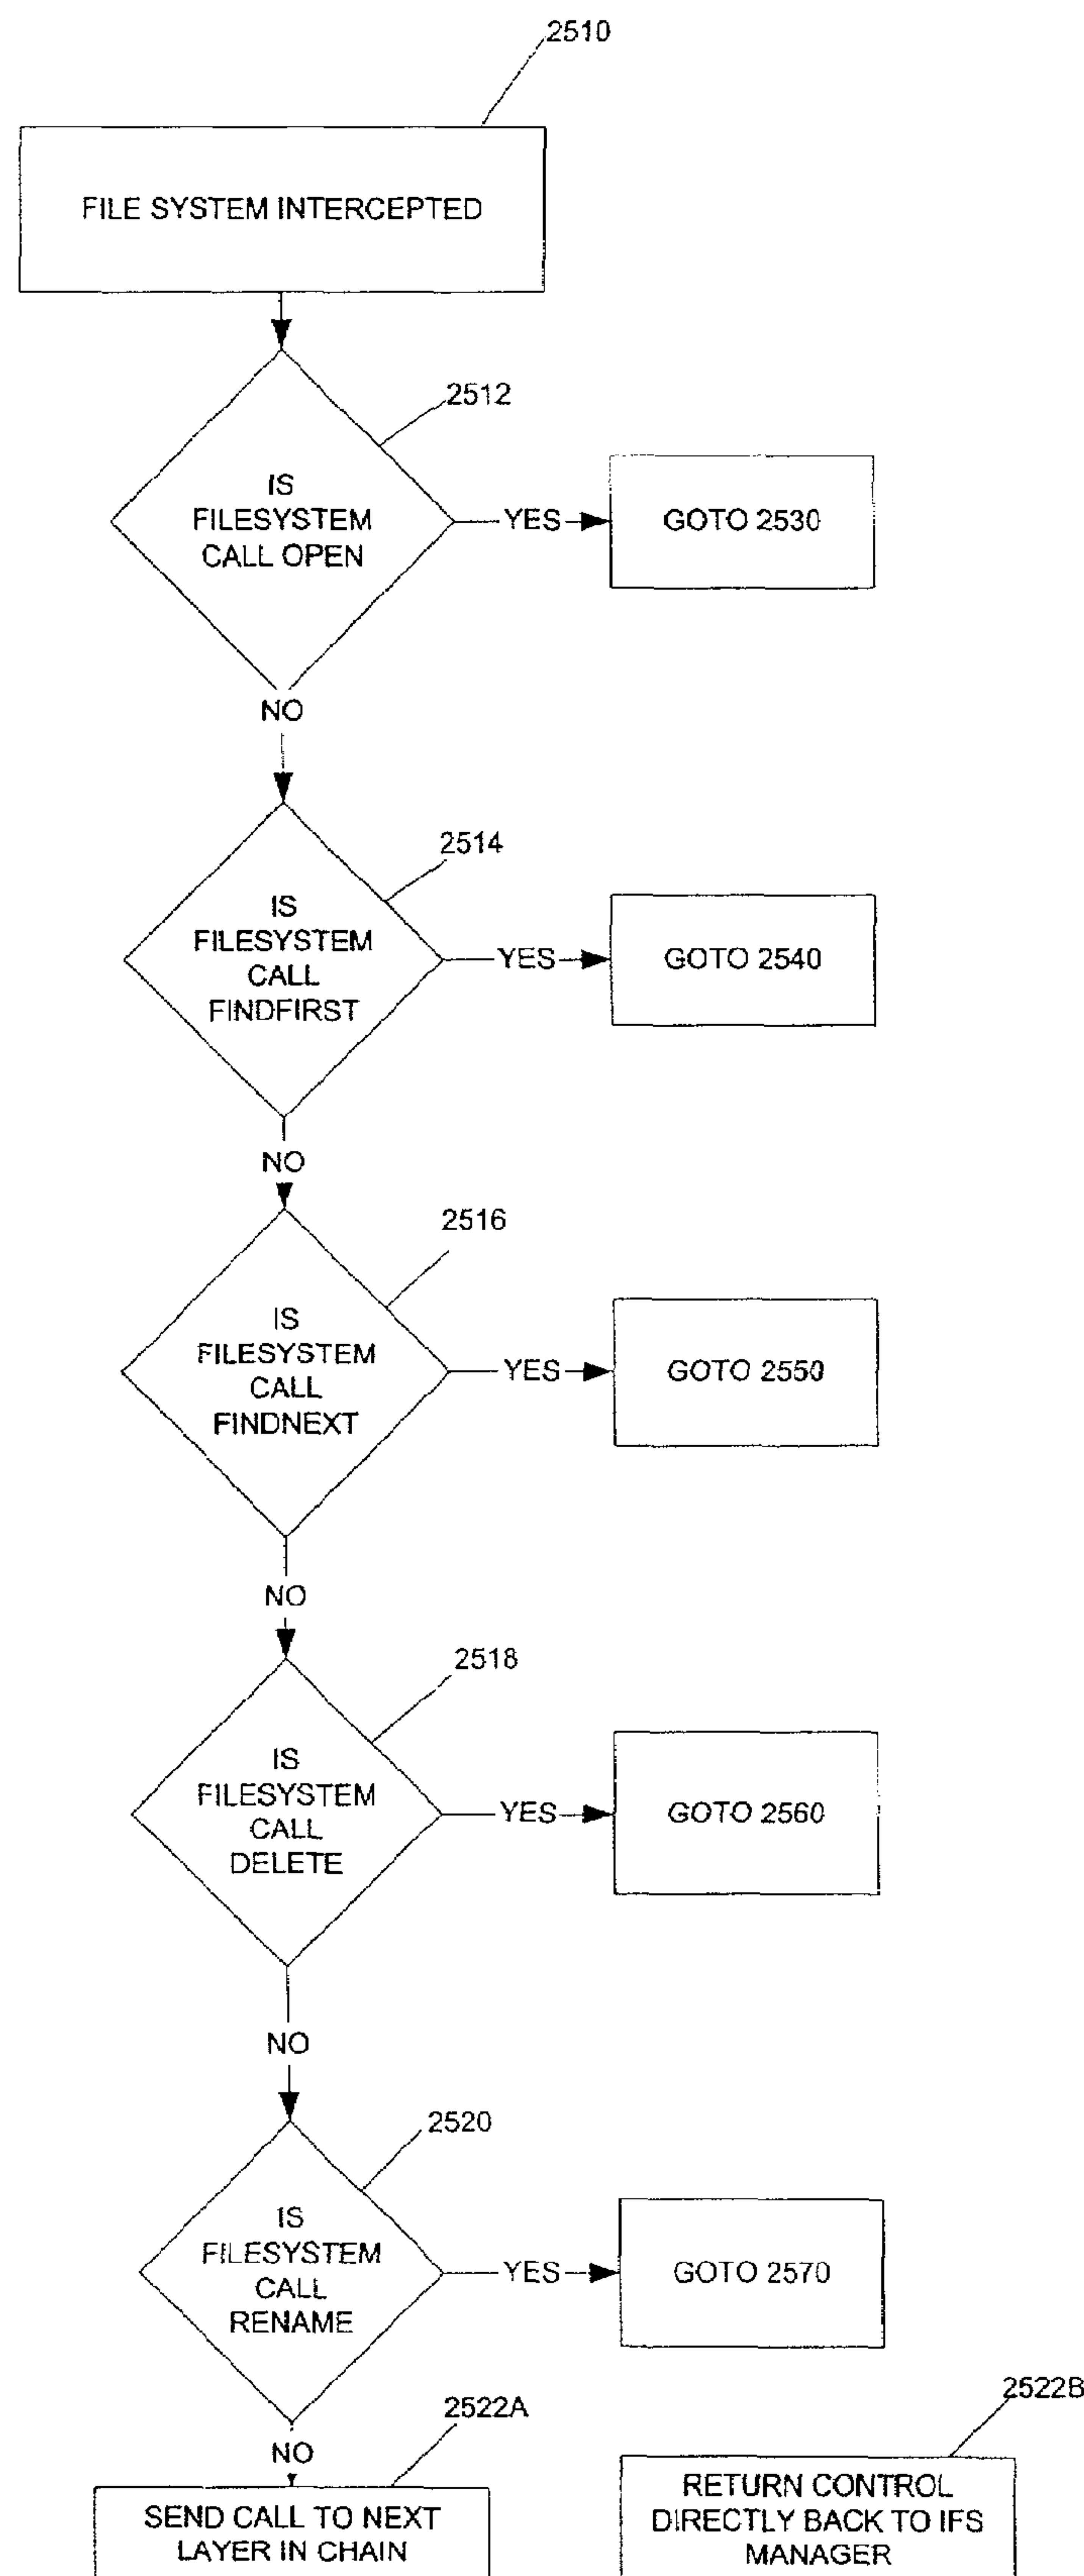 2510
FILE SYSTEM INTERCEPTED
2512
IS
FILESYSTEM
CALL OPEN
YES
GOTO 2530
NO
2514
IS
FILESYSTEM
CALL
FINDFIRST
YES
GOTO 2540
NO
2516
IS
FILESYSTEM
CALL
FINDNEXT
YES
GOTO 2550
NO
2518
IS
FILESYSTEM
CALL
DELETE
YES
GOTO 2560
NO
2520
IS
FILESYSTEM
CALL
RENAME
YES
GOTO 2570
NO
2522A
SEND CALL TO NEXT
LAYER IN CHAIN
2522B
RETURN CONTROL
DIRECTLY BACK TO IFS
MANAGER